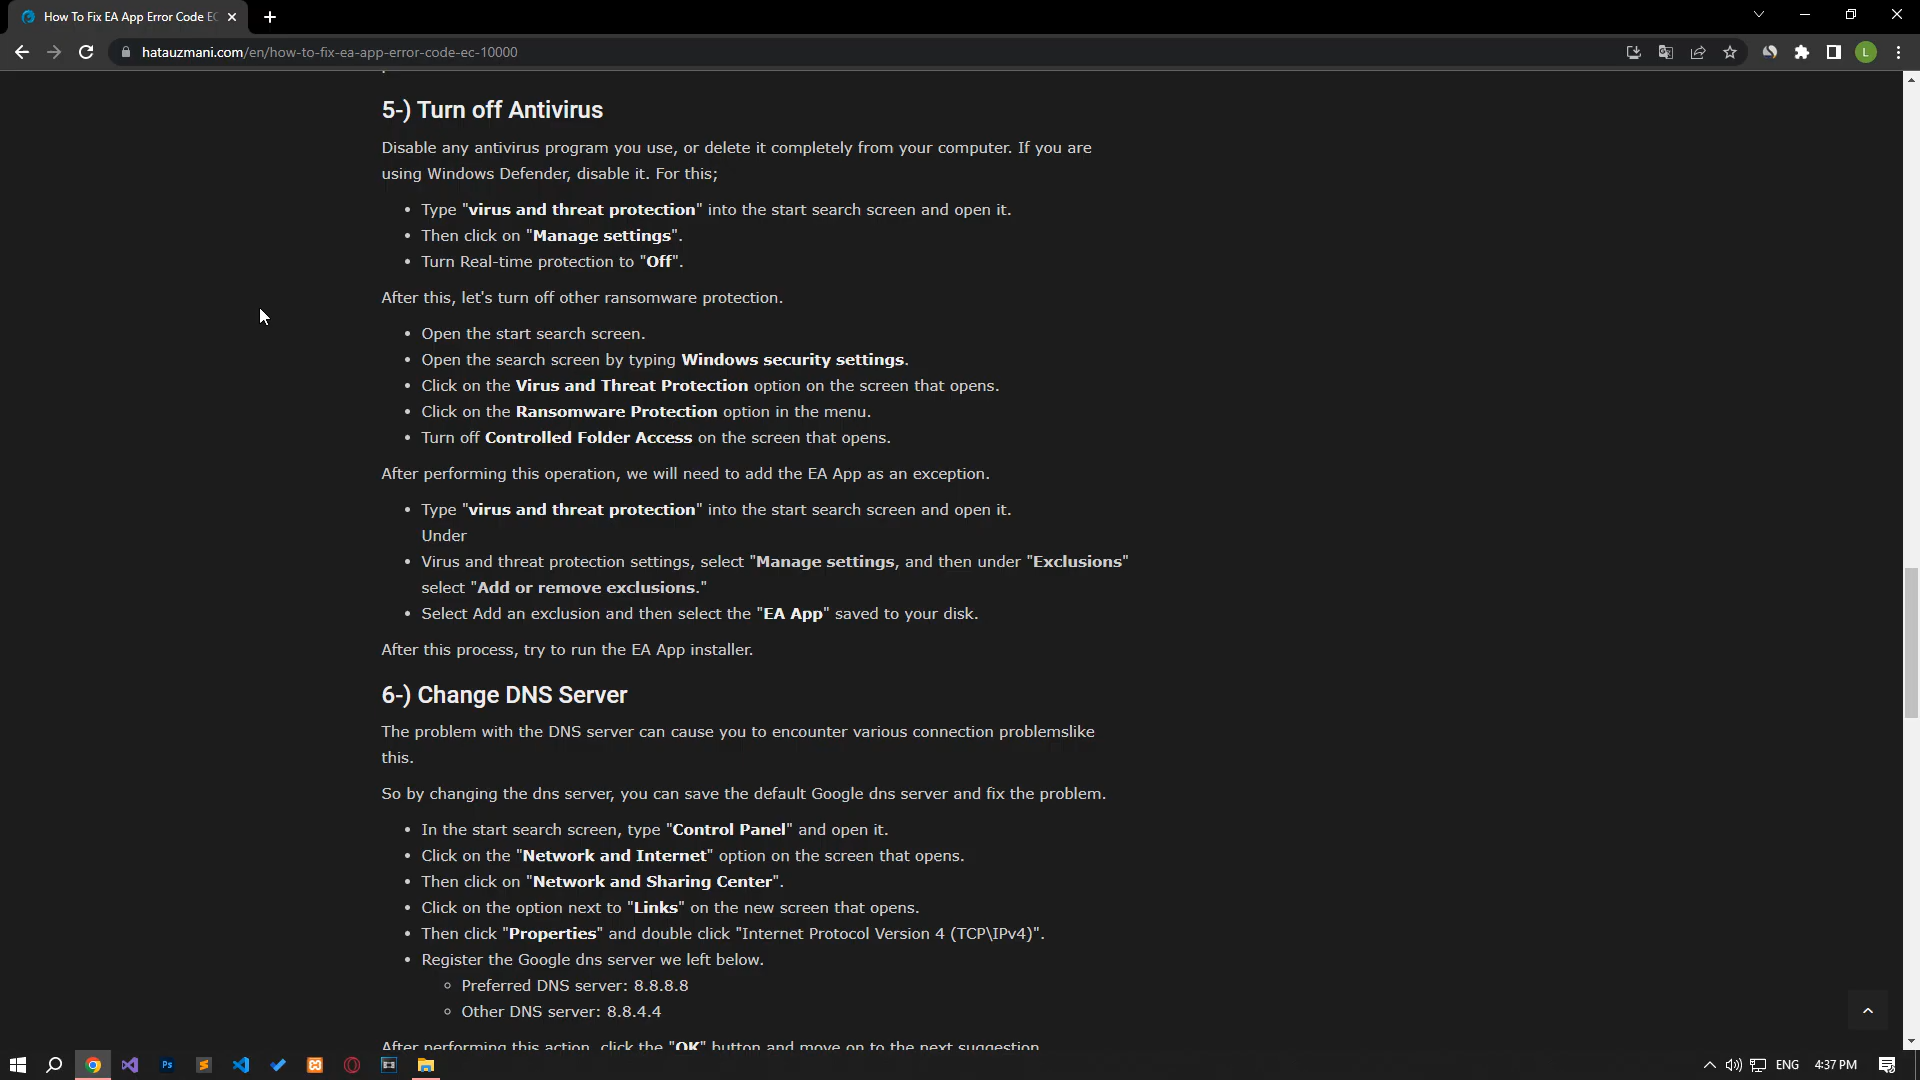 How To Fix EA App Error Code EC
hatauzmani.com/en/how-to-fix-ea-app-error-code-ec-10000
L
5-) Turn off Antivirus
Disable any antivirus program you use, or delete it completely from your computer. If you are
using Windows Defender, disable it. For this;
• Type "virus and threat protection" into the start search screen and open it.
• Then click on "Manage settings".
• Turn Real-time protection to "Off".
After this, let's turn off other ransomware protection.
• Open the start search screen.
• Open the search screen by typing Windows security settings.
• Click on the Virus and Threat Protection option on the screen that opens.
• Click on the Ransomware Protection option in the menu.
• Turn off Controlled Folder Access on the screen that opens.
After performing this operation, we will need to add the EA App as an exception.
• Type "virus and threat protection" into the start search screen and open it.
Under
• Virus and threat protection settings, select "Manage settings, and then under "Exclusions"
select "Add or remove exclusions."
• Select Add an exclusion and then select the "EA App" saved to your disk.
After this process, try to run the EA App installer.
6-) Change DNS Server
The problem with the DNS server can cause you to encounter various connection problemslike
this.
So by changing the dns server, you can save the default Google dns server and fix the problem.
• In the start search screen, type "Control Panel" and open it.
• Click on the "Network and Internet" option on the screen that opens.
• Then click on "Network and Sharing Center".
• Click on the option next to "Links" on the new screen that opens.
• Then click "Properties" and double click "Internet Protocol Version 4 (TCP\IPv4)".
• Register the Google dns server we left below.
◦ Preferred DNS server: 8.8.8.8
◦ Other DNS server: 8.8.4.4
After performing this action, click the "OK" button and move on to the next suggestion.
Ps
ENG
4:37 PM